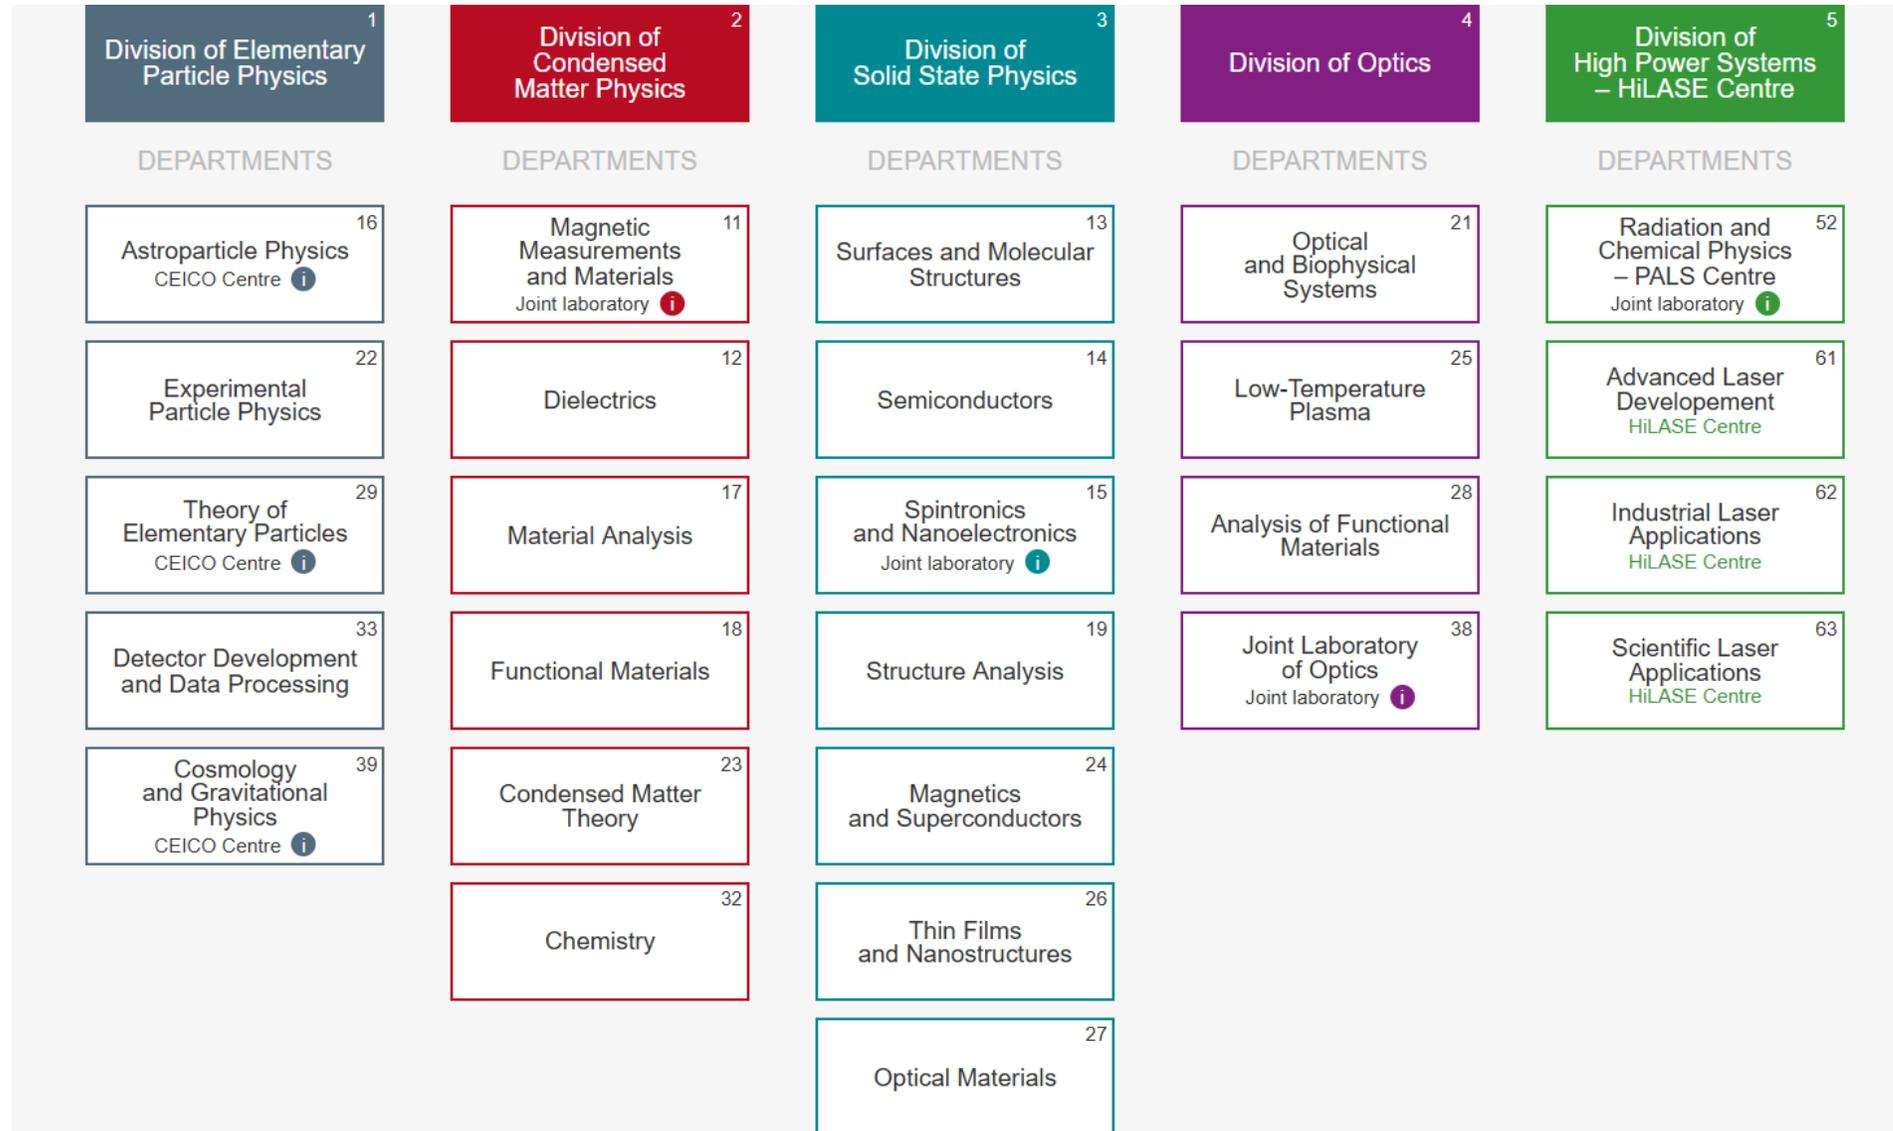 1
Division of Elementary
Particle Physics
DEPARTMENTS
16
Astroparticle Physics
CEICO Centre i
22
Experimental
Particle Physics
29
Theory of
Elementary Particles
CEICO Centre i
33
Detector Development
and Data Processing
39
Cosmology
and Gravitational
Physics
CEICO Centre i
2
Division of
Condensed
Matter Physics
DEPARTMENTS
11
Magnetic
Measurements
and Materials
Joint laboratory i
12
Dielectrics
17
Material Analysis
18
Functional Materials
23
Condensed Matter
Theory
32
Chemistry
3
Division of
Solid State Physics
DEPARTMENTS
13
Surfaces and Molecular
Structures
14
Semiconductors
15
Spintronics
and Nanoelectronics
Joint laboratory i
19
Structure Analysis
24
Magnetics
and Superconductors
26
Thin Films
and Nanostructures
27
Optical Materials
4
Division of Optics
DEPARTMENTS
21
Optical
and Biophysical
Systems
25
Low-Temperature
Plasma
28
Analysis of Functional
Materials
38
Joint Laboratory
of Optics
Joint laboratory i
5
Division of
High Power Systems
– HiLASE Centre
DEPARTMENTS
52
Radiation and
Chemical Physics
– PALS Centre
Joint laboratory i
61
Advanced Laser
Developement
HiLASE Centre
62
Industrial Laser
Applications
HiLASE Centre
63
Scientific Laser
Applications
HiLASE Centre